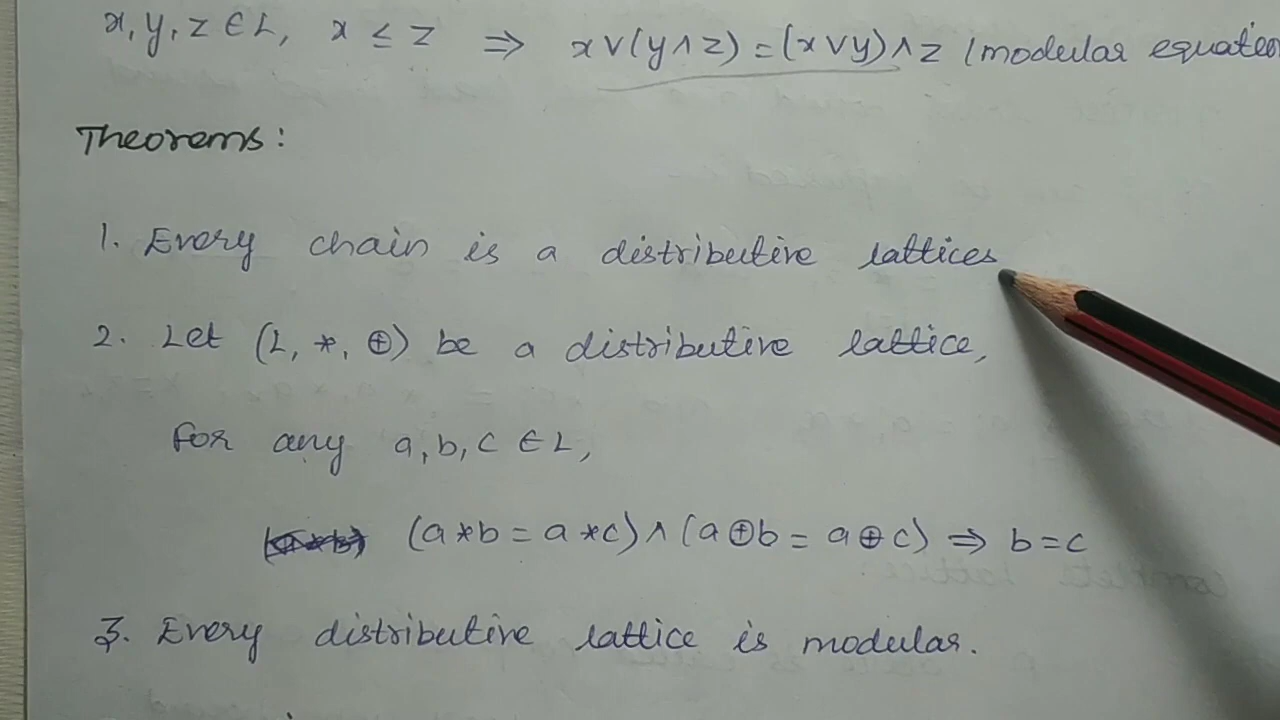 x, y, z ∈ L, x ≤ z ⇒ x ∨ (y ∧ z) = (x ∨ y) ∧ z (modular equation
Theorems:
1. Every chain is a distributive lattices
2. Let (L, *, ⊕) be a distributive lattice,
For any a, b, c ∈ L,
(a * b = a * c) ∧ (a ⊕ b = a ⊕ c) ⇒ b = c
3. Every distributive lattice is modular.